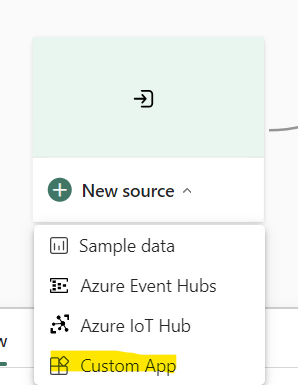 New source
Sample data
Azure Event Hubs
Azure IoT Hub
w
Custom App